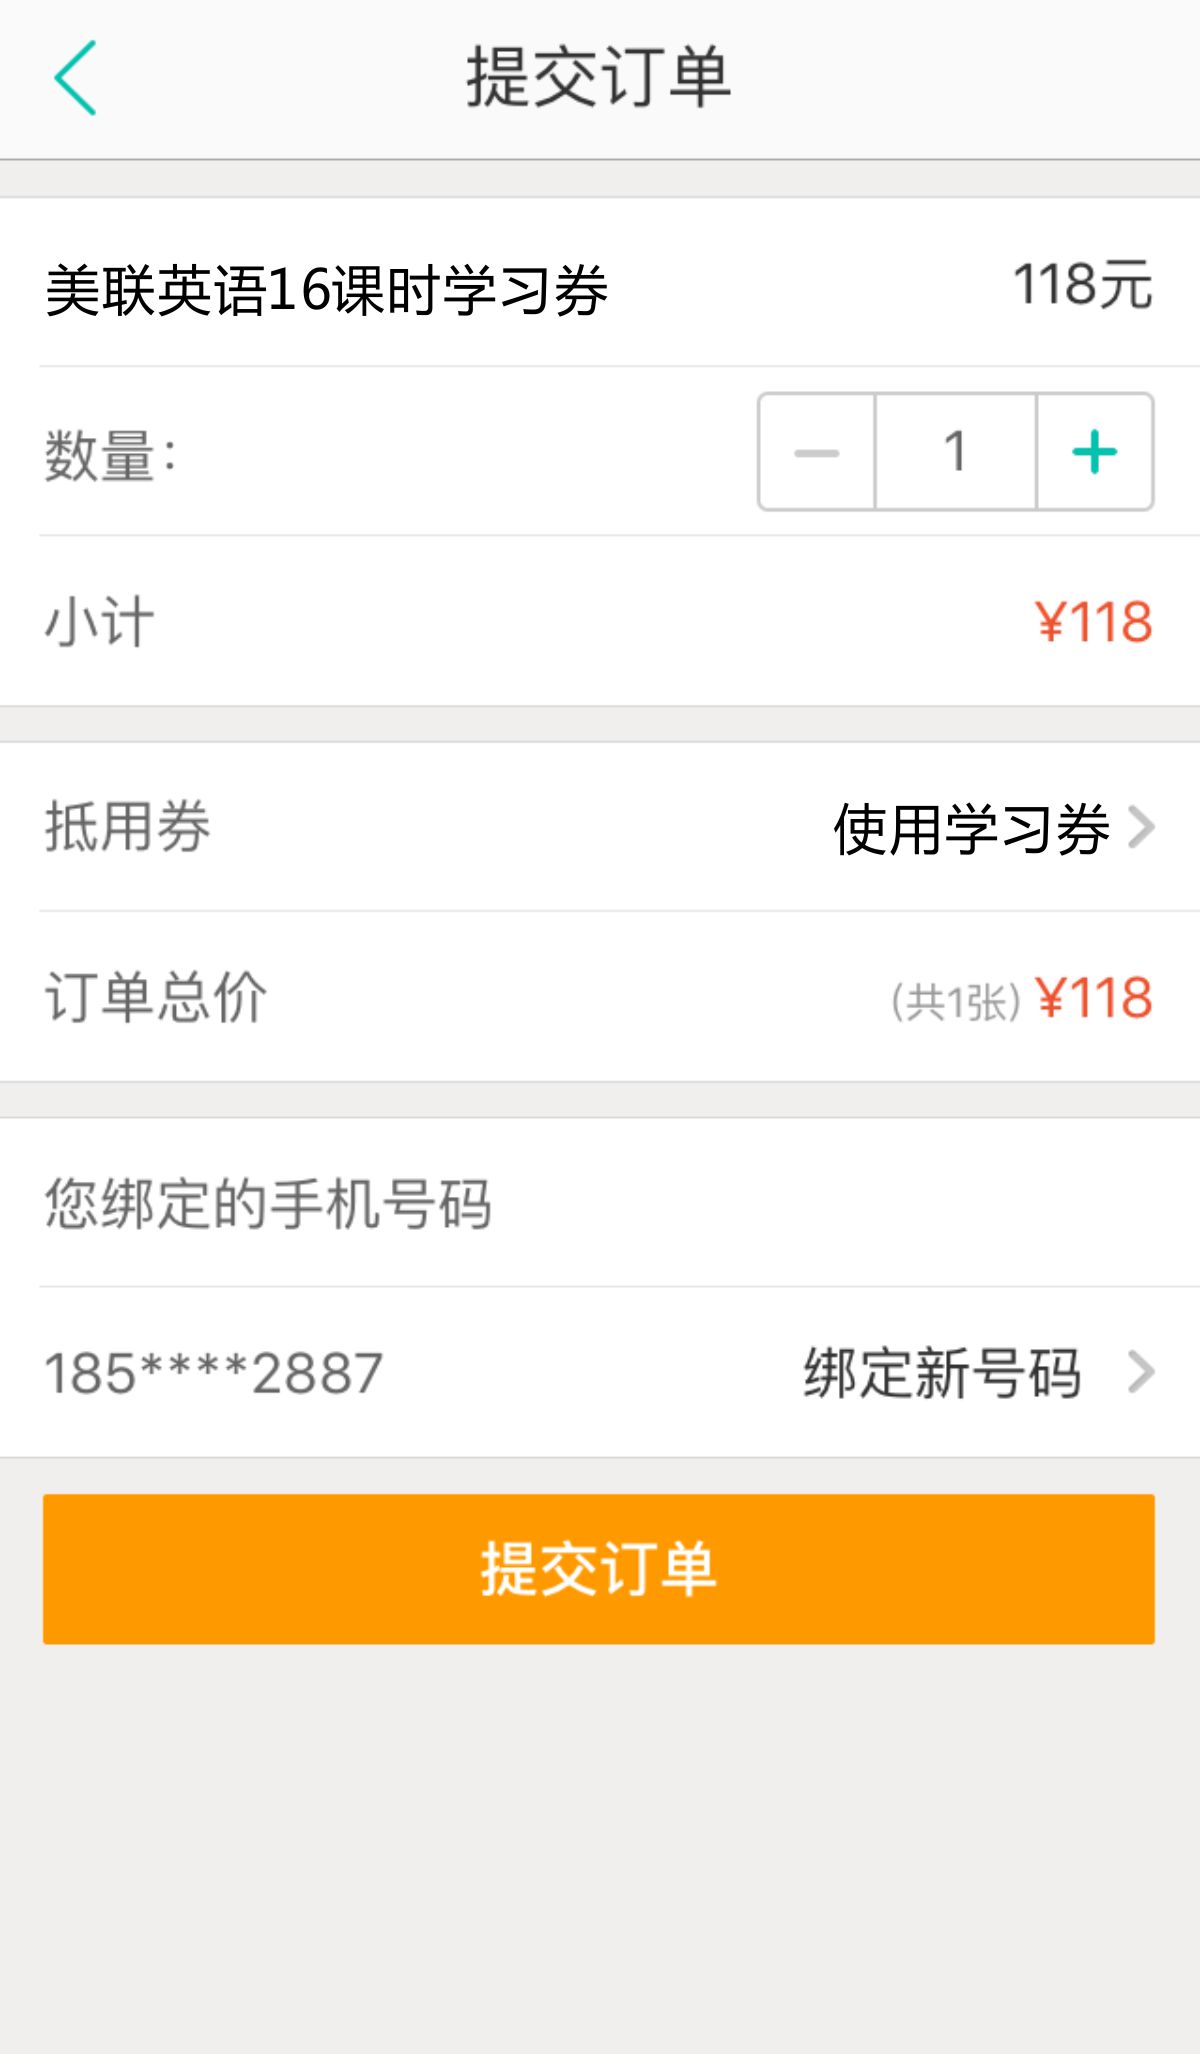 提交订单
美联英语16课时学习券 118元
数量： 1
小计 ¥118
抵用券 使用学习券
订单总价 (共1张) ¥118
您绑定的手机号码
185****2887 绑定新号码
提交订单